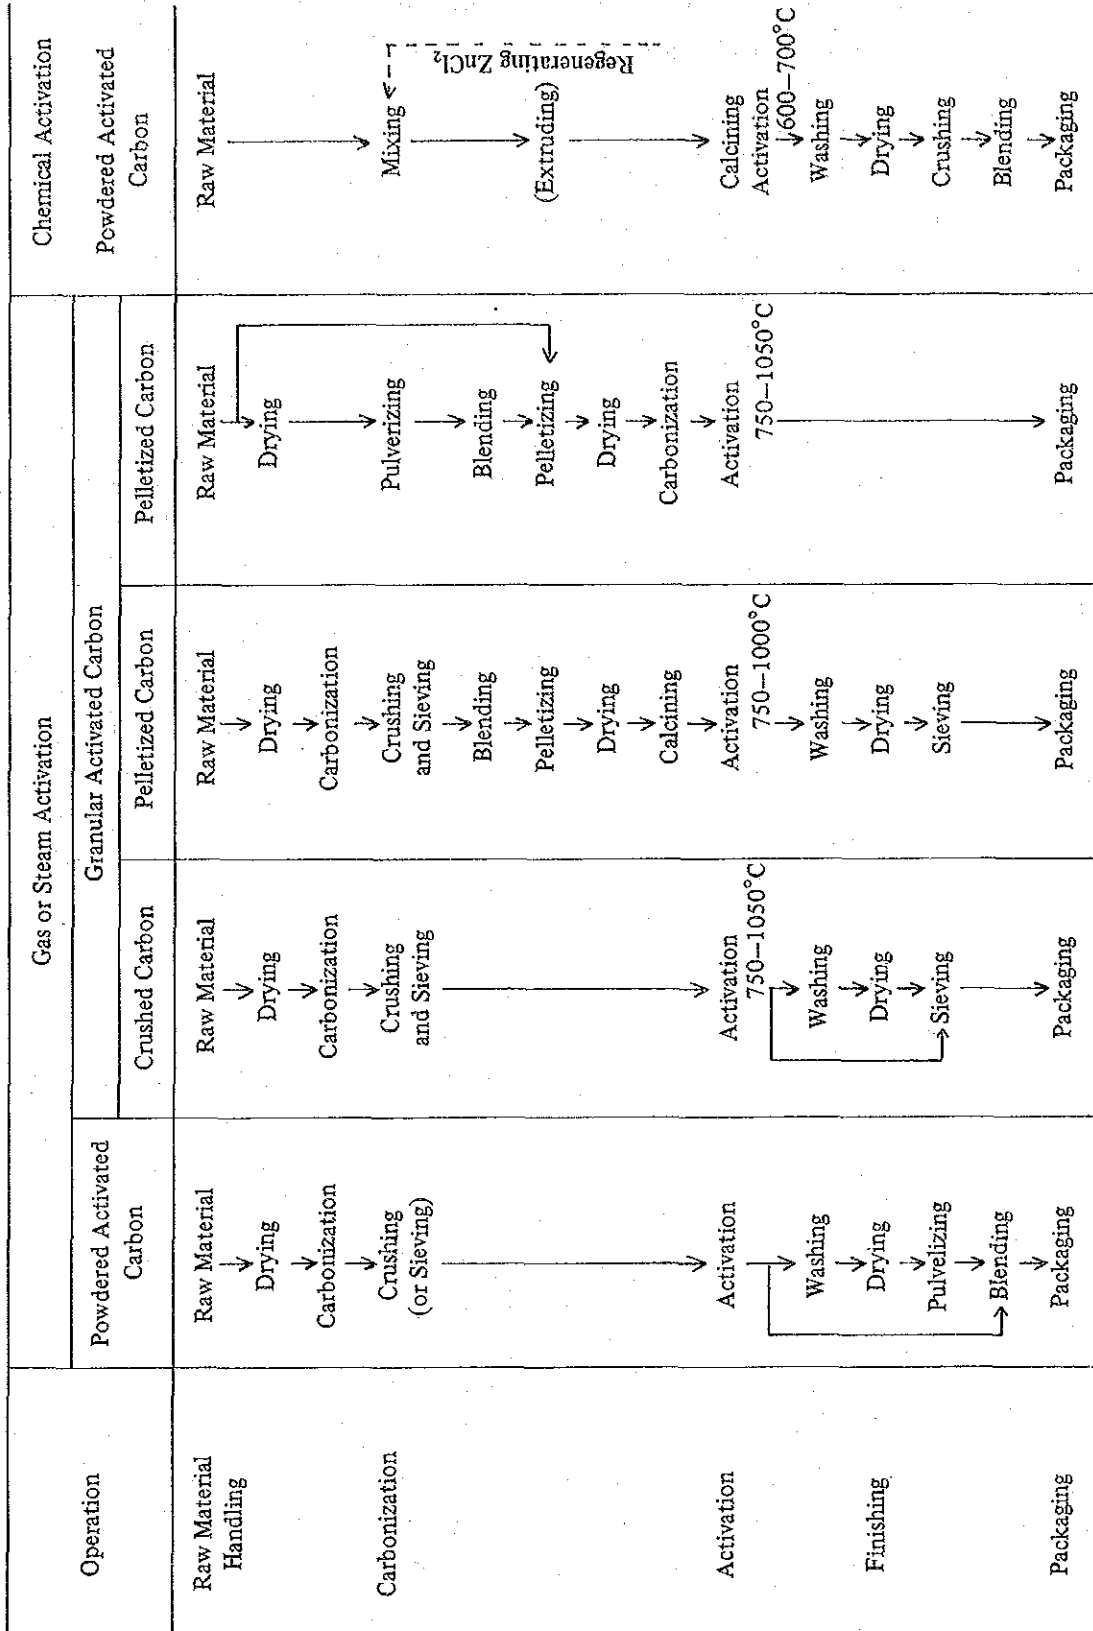 Operation
Gas or Steam Activation
Chemical Activation
Powdered Activated
Carbon
Granular Activated Carbon
Powdered Activated
Carbon
Crushed Carbon
Pelletized Carbon
Pelletized Carbon
Raw Material
Handling
Carbonization
Activation
Finishing
Packaging
Raw Material
Drying
Carbonization
Crushing
(or Sieving)
Activation
Washing
Drying
Pulvelizing
Blending
Packaging
Raw Material
Drying
Carbonization
Crushing
and Sieving
Activation
750–1050°C
Washing
Drying
Sieving
Packaging
Raw Material
Drying
Carbonization
Crushing
and Sieving
Blending
Pelletizing
Drying
Calcining
Activation
750–1000°C
Washing
Drying
Sieving
Packaging
Raw Material
Drying
Pulverizing
Blending
Pelletizing
Drying
Carbonization
Activation
750–1050°C
Packaging
Raw Material
Mixing
Regenerating ZnCl₂
(Extruding)
Calcining
Activation
600–700°C
Washing
Drying
Crushing
Blending
Packaging